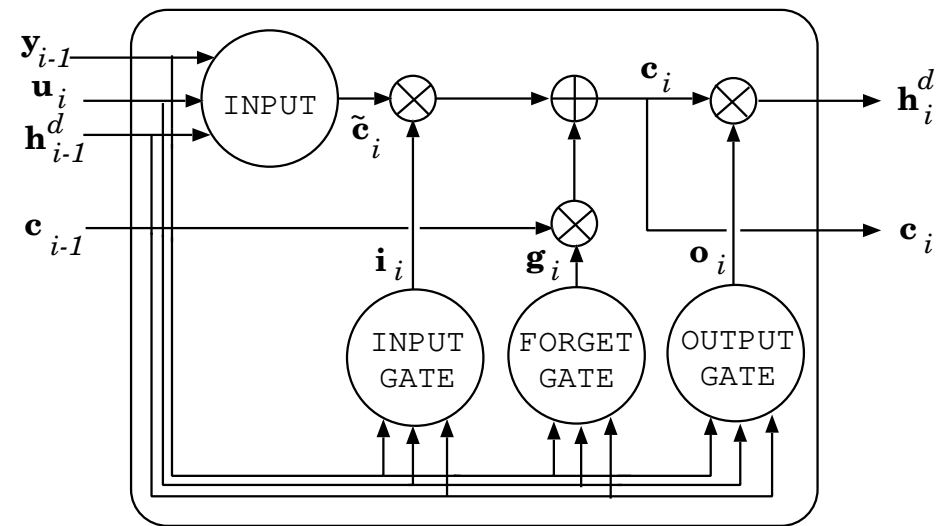 y_{i-1}
u_i
h^d_{i-1}
INPUT
c̃_i
c_i
h^d_i
c_{i-1}
c_i
i_i
g_i
o_i
INPUT
GATE
FORGET
GATE
OUTPUT
GATE